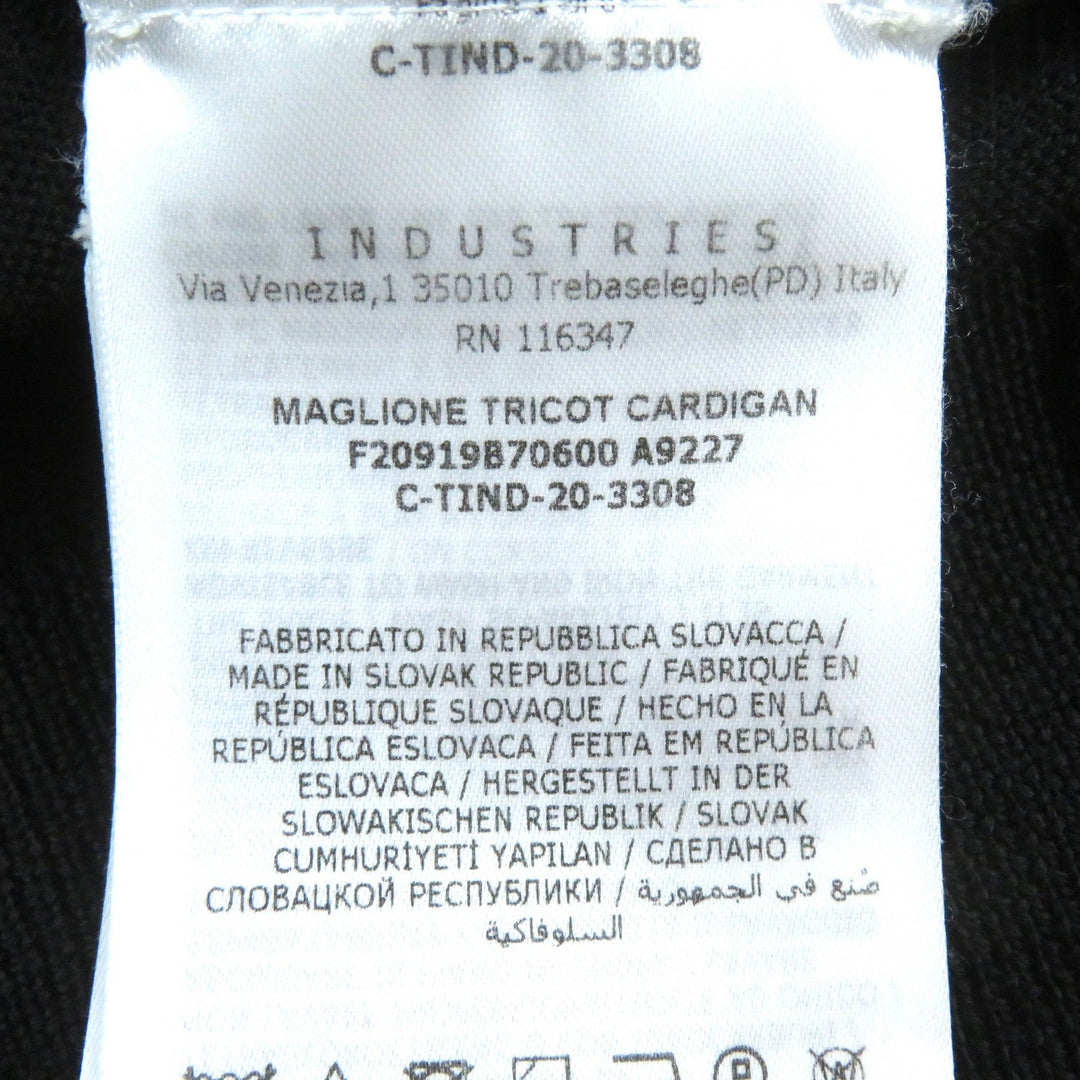 C-TIND-20-3308
INDUSTRIES
Via Venezia,1 35010 Trebaseleghe(PD) Italy
RN 116347
MAGLIONE TRICOT CARDIGAN
F20919B70600 A9227
C-TIND-20-3308
FABBRICATO IN REPUBBLICA SLOVACCA /
MADE IN SLOVAK REPUBLIC / FABRIQUÉ EN
RÉPUBLIQUE SLOVAQUE / HECHO EN LA
REPÚBLICA ESLOVACA / FEITA EM REPÚBLICA
ESLOVACA / HERGESTELLT IN DER
SLOWAKISCHEN REPUBLIK / SLOVAK
CUMHURİYETİ YAPILAN / СДЕЛАНО В
СЛОВАЦКОЙ РЕСПУБЛИКИ / صُنع في الجمهورية
السلوفاكية